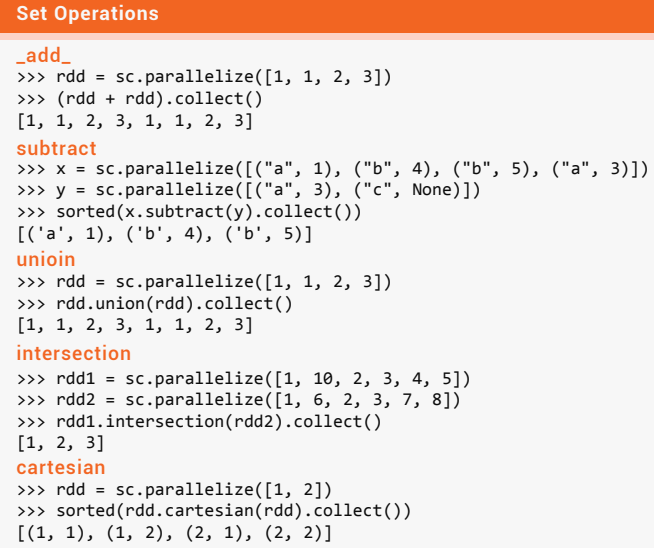 Set Operations
_add_
>>> rdd = sc.parallelize([1, 1, 2, 3])
>>> (rdd + rdd).collect()
[1, 1, 2, 3, 1, 1, 2, 3]
subtract
>>> x = sc.parallelize([("a", 1), ("b", 4), ("b", 5), ("a", 3)])
>>> y = sc.parallelize([("a", 3), ("c", None)])
>>> sorted(x.subtract(y).collect())
[('a', 1), ('b', 4), ('b', 5)]
unioin
>>> rdd = sc.parallelize([1, 1, 2, 3])
>>> rdd.union(rdd).collect()
[1, 1, 2, 3, 1, 1, 2, 3]
intersection
>>> rdd1 = sc.parallelize([1, 10, 2, 3, 4, 5])
>>> rdd2 = sc.parallelize([1, 6, 2, 3, 7, 8])
>>> rdd1.intersection(rdd2).collect()
[1, 2, 3]
cartesian
>>> rdd = sc.parallelize([1, 2])
>>> sorted(rdd.cartesian(rdd).collect())
[(1, 1), (1, 2), (2, 1), (2, 2)]